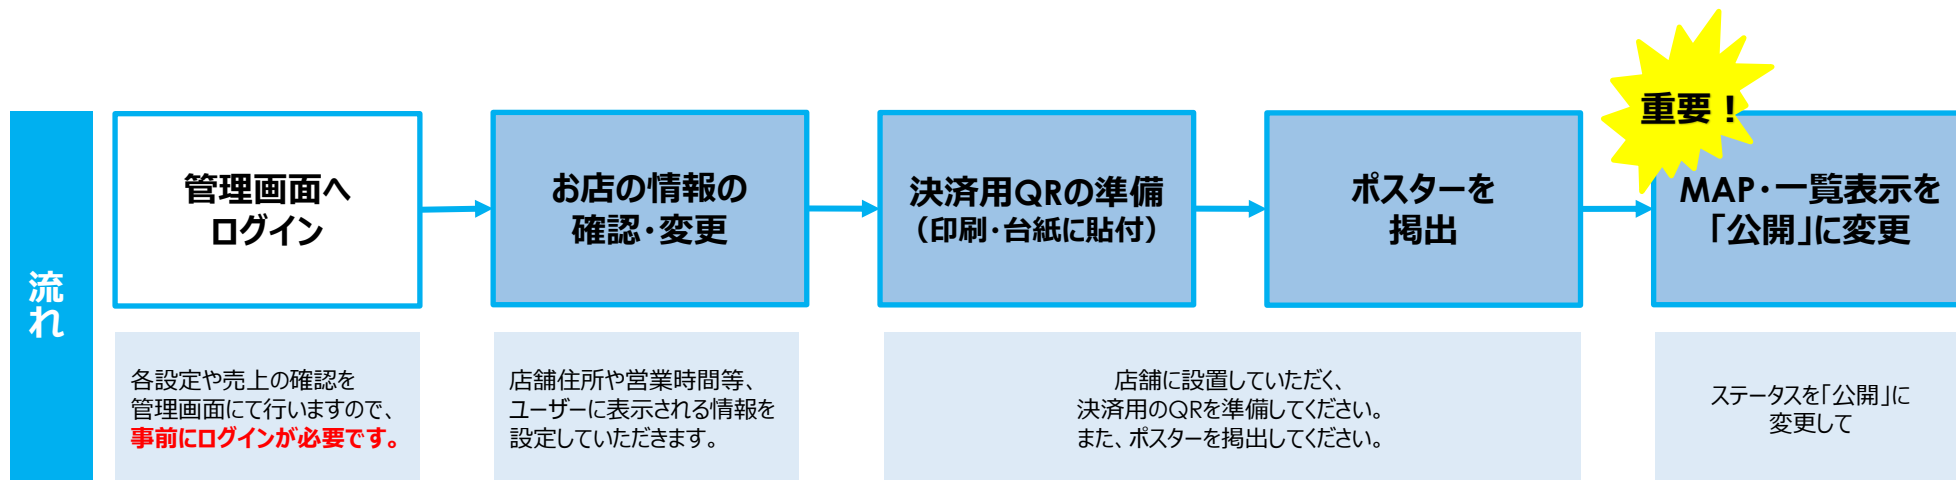 流れ
管理画面へ
ログイン
お店の情報の
確認・変更
決済用QRの準備
（印刷・台紙に貼付）
ポスターを
掲出
重要！
MAP・一覧表示を
「公開」に変更
各設定や売上の確認を
管理画面にて行いますので、
事前にログインが必要です。
店舗住所や営業時間等、
ユーザーに表示される情報を
設定していただきます。
店舗に設置していただく、
決済用のQRを準備してください。
また、ポスターを掲出してください。
ステータスを「公開」に
変更して